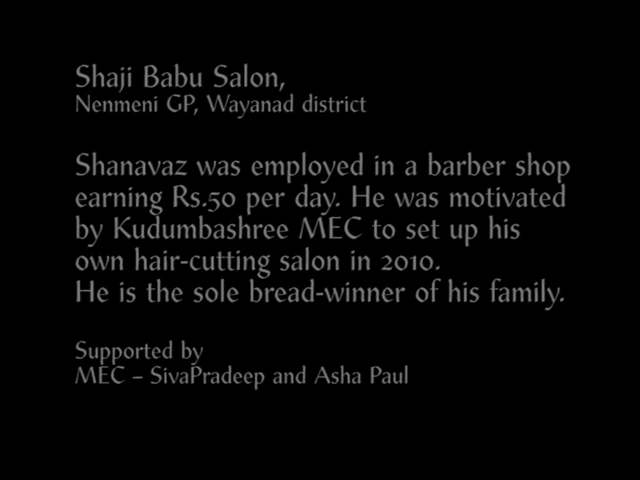 Shaji Babu Salon,
Nenmeni GP, Wayanad district
Shanavaz was employed in a barber shop
earning Rs.50 per day. He was motivated
by Kudumbashree MEC to set up his
own hair-cutting salon in 2010.
He is the sole bread-winner of his family.
Supported by
MEC – SivaPradeep and Asha Paul